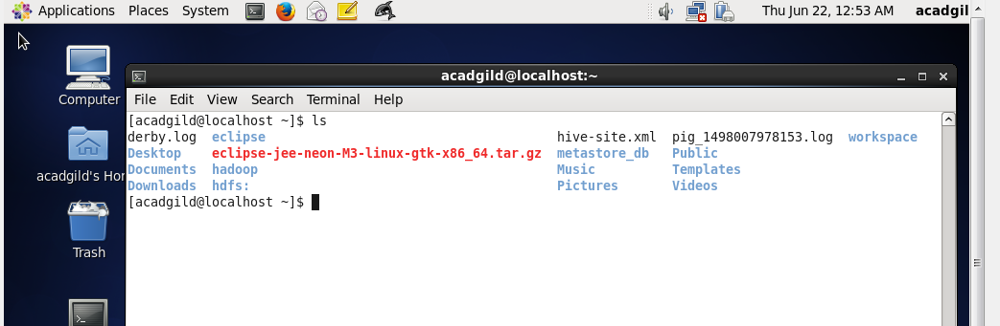 Applications Places System Thu Jun 22, 12:53 AM acadgil
Computer
acadgild's Hor
Trash
acadgild@localhost:~
File Edit View Search Terminal Help
[acadgild@localhost ~]$ ls
derby.log eclipse hive-site.xml pig_1498007978153.log workspace
Desktop eclipse-jee-neon-M3-linux-gtk-x86_64.tar.gz metastore_db Public
Documents hadoop Music Templates
Downloads hdfs: Pictures Videos
[acadgild@localhost ~]$